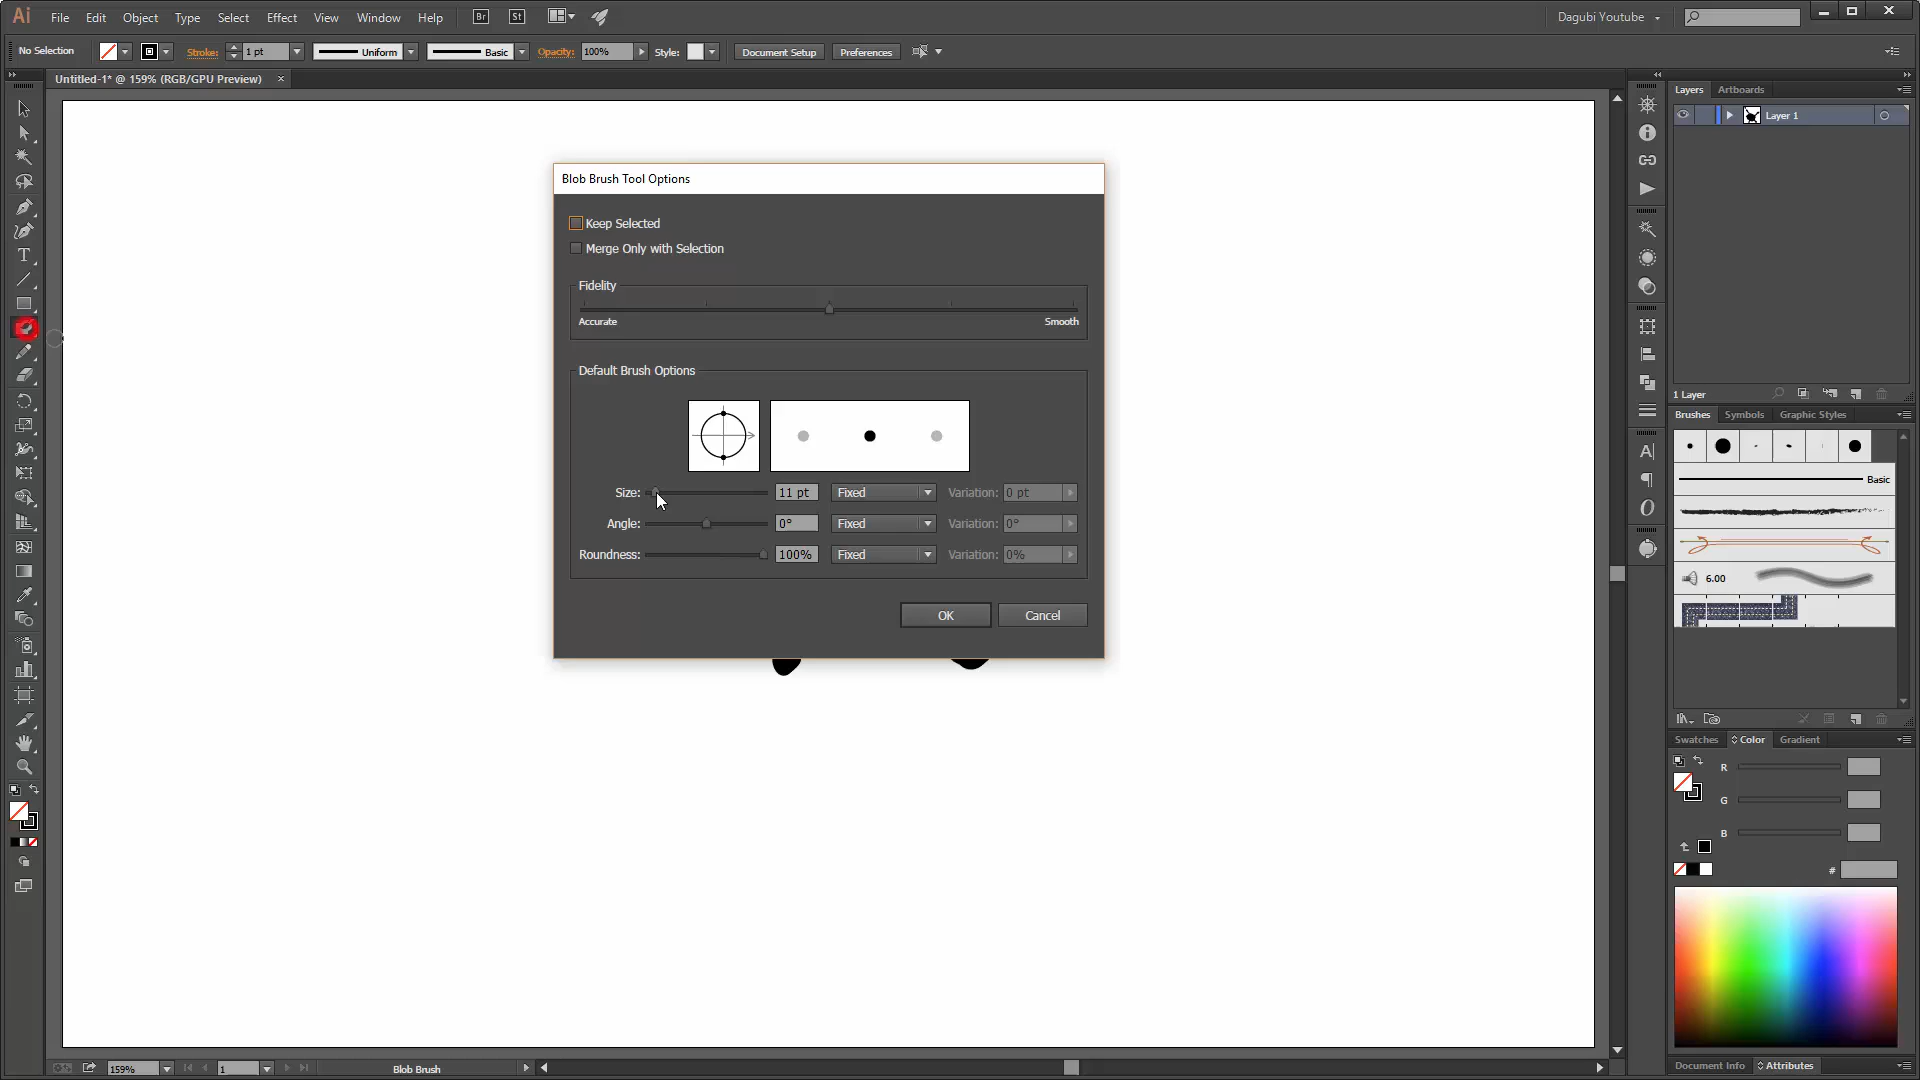 Ai File Edit Object Type Select Effect View Window Help Br St Dagubi Youtube
No Selection Stroke: 1 pt Uniform Basic Opacity: 100% Style: Document Setup Preferences
Untitled-1* @ 159% (RGB/GPU Preview) ×
Layers Artboards
Layer 1
1 Layer
Brushes Symbols Graphic Styles
Basic
6.00
Swatches Color Gradient
R
G
B
#
Document Info Attributes
Blob Brush Tool Options
Keep Selected
Merge Only with Selection
Fidelity
Accurate Smooth
Default Brush Options
Size: 11 pt Fixed Variation: 0 pt
Angle: 0° Fixed Variation: 0°
Roundness: 100% Fixed Variation: 0%
OK Cancel
159% 1 Blob Brush